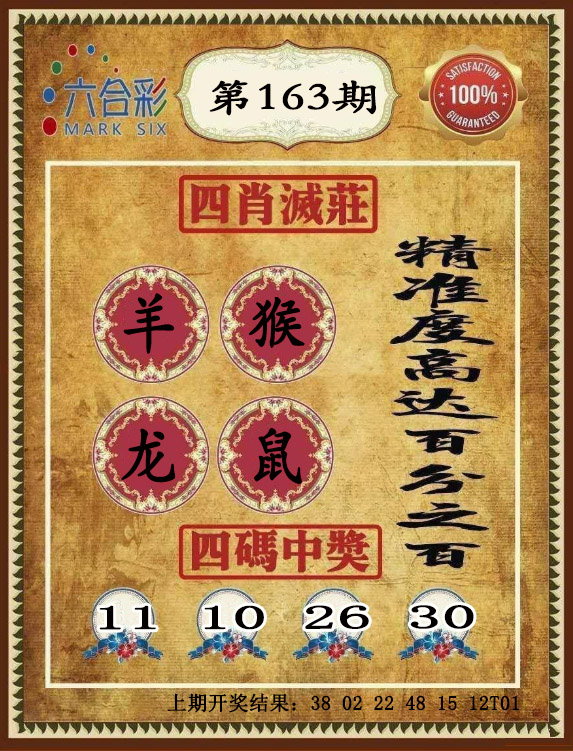 六合彩
MARK SIX
第163期
SATISFACTION
100%
GUARANTEED
四肖滅莊
羊
猴
龙
鼠
精准度高达百分之百
四碼中獎
11 10 26 30
上期开奖结果: 38 02 22 48 15 12T01